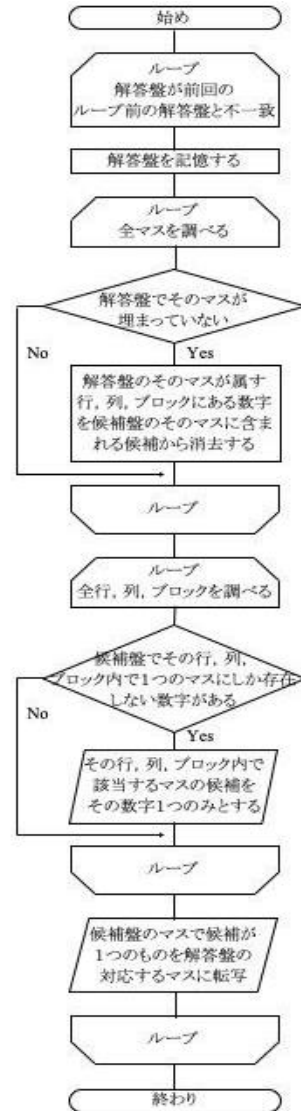 始め
ループ
解答盤が前回の
ループ前の解答盤と不一致
解答盤を記憶する
ループ
全マスを調べる
解答盤でそのマスが
埋まっていない
No
Yes
解答盤のそのマスが属す
行, 列, ブロックにある数字
を候補盤のそのマスに含ま
れる候補から消去する
ループ
ループ
全行, 列, ブロックを調べる
候補盤でその行, 列,
ブロック内で1つのマスにしか存在
しない数字がある
No
Yes
その行, 列, ブロック内で
該当するマスの候補を
その数字1つのみとする
ループ
候補盤のマスで候補が
1つのものを解答盤の
対応するマスに転写
ループ
終わり